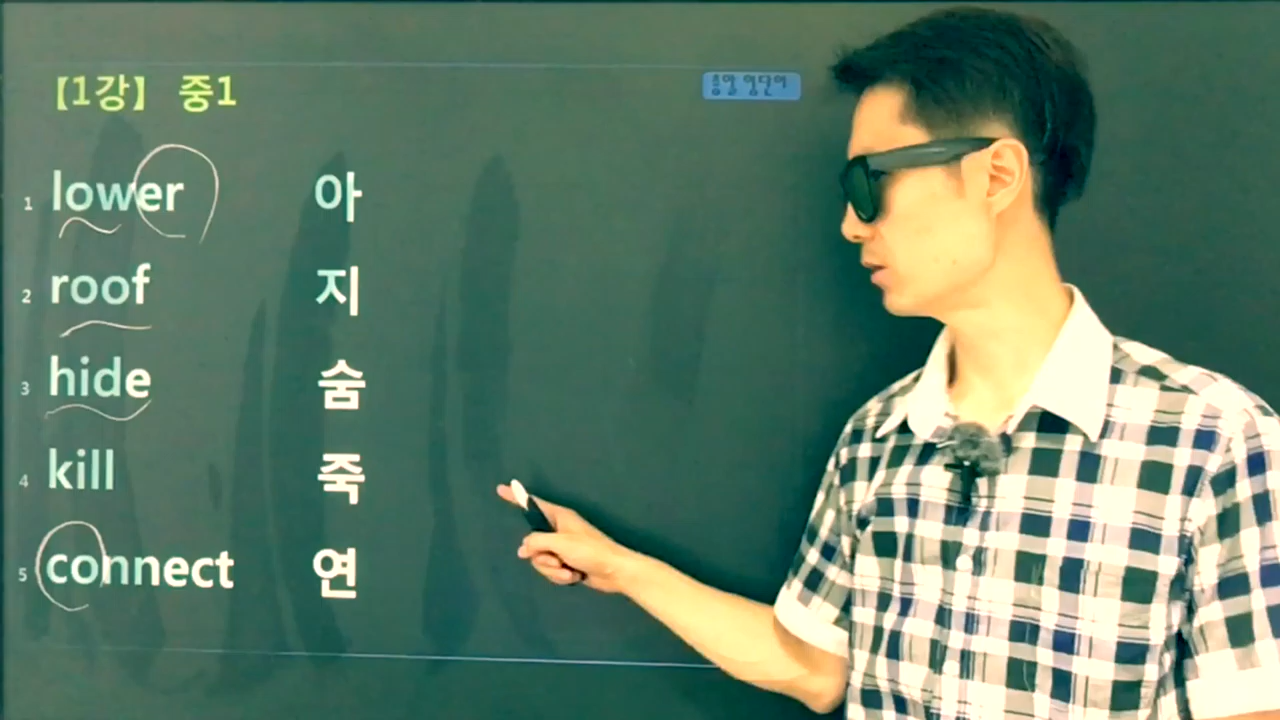 【1강】 중1
1 lower 아
2 roof 지
3 hide 숨
4 kill 죽
5 connect 연